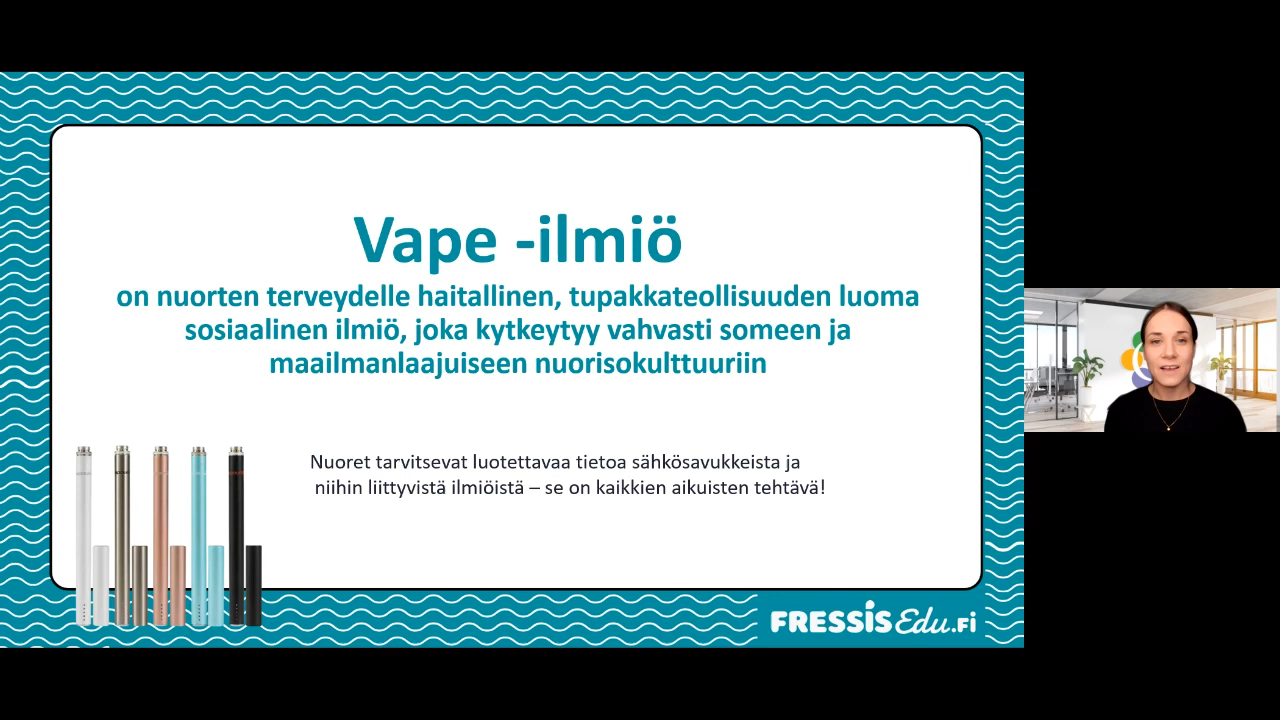 Vape -ilmiö
on nuorten terveydelle haitallinen, tupakkateollisuuden luoma
sosiaalinen ilmiö, joka kytkeytyy vahvasti someen ja
maailmanlaajuiseen nuorisokulttuuriin
Nuoret tarvitsevat luotettavaa tietoa sähkösavukkeista ja
niihin liittyvistä ilmiöistä – se on kaikkien aikuisten tehtävä!
FRESSIS Edu.Fi